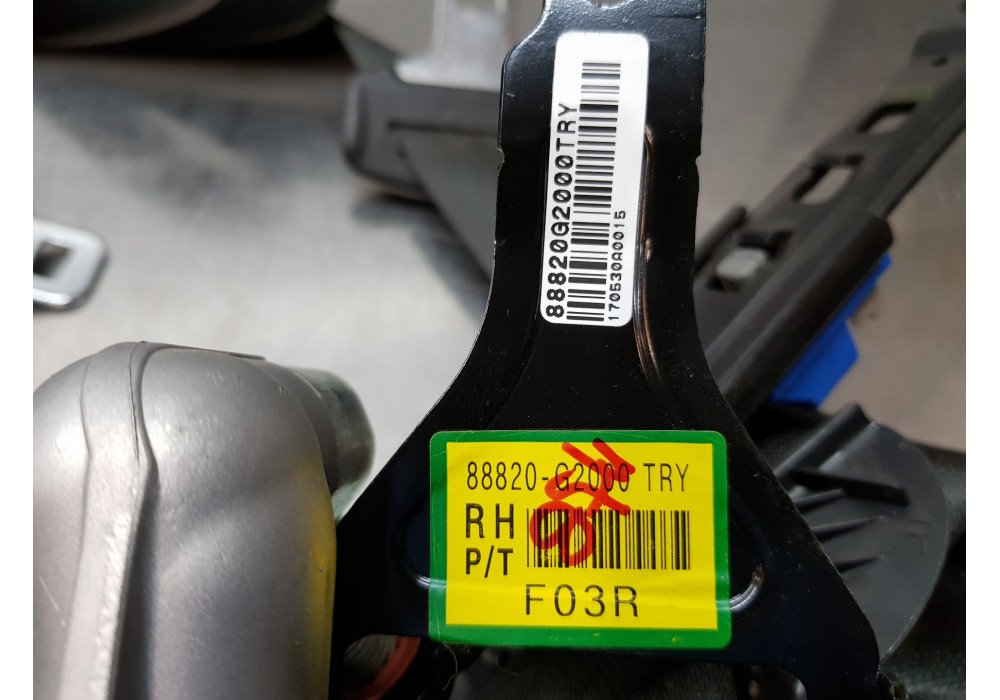 88820G2000TRY
170530A0015
88820-G2000 TRY
RH
P/T
F03R